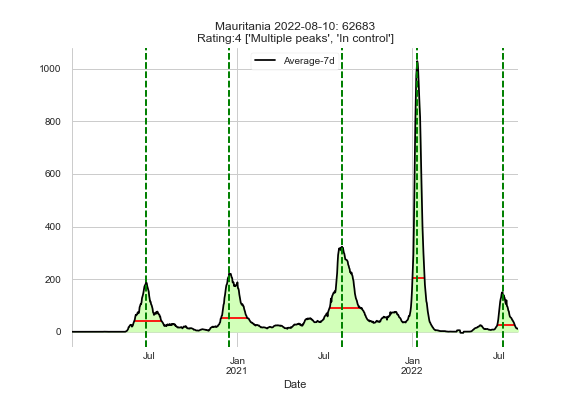 Mauritania 2022-08-10: 62683
Rating:4 ['Multiple peaks', 'In control']
Average-7d
1000
800
600
400
200
0
Jul
Jan
2021
Jul
Jan
2022
Jul
Date